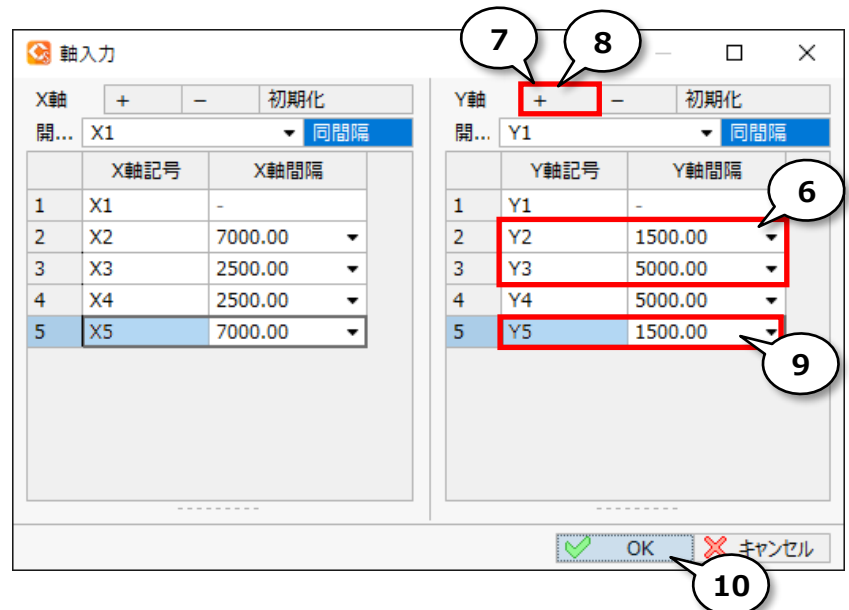 7 8
軸入力
X軸 + - 初期化
開... X1 同間隔
X軸記号 X軸間隔
1 X1 -
2 X2 7000.00
3 X3 2500.00
4 X4 2500.00
5 X5 7000.00
Y軸 + - 初期化
開... Y1 同間隔
Y軸記号 Y軸間隔
6
1 Y1 -
2 Y2 1500.00
3 Y3 5000.00
4 Y4 5000.00
5 Y5 1500.00
9
OK キャンセル
10